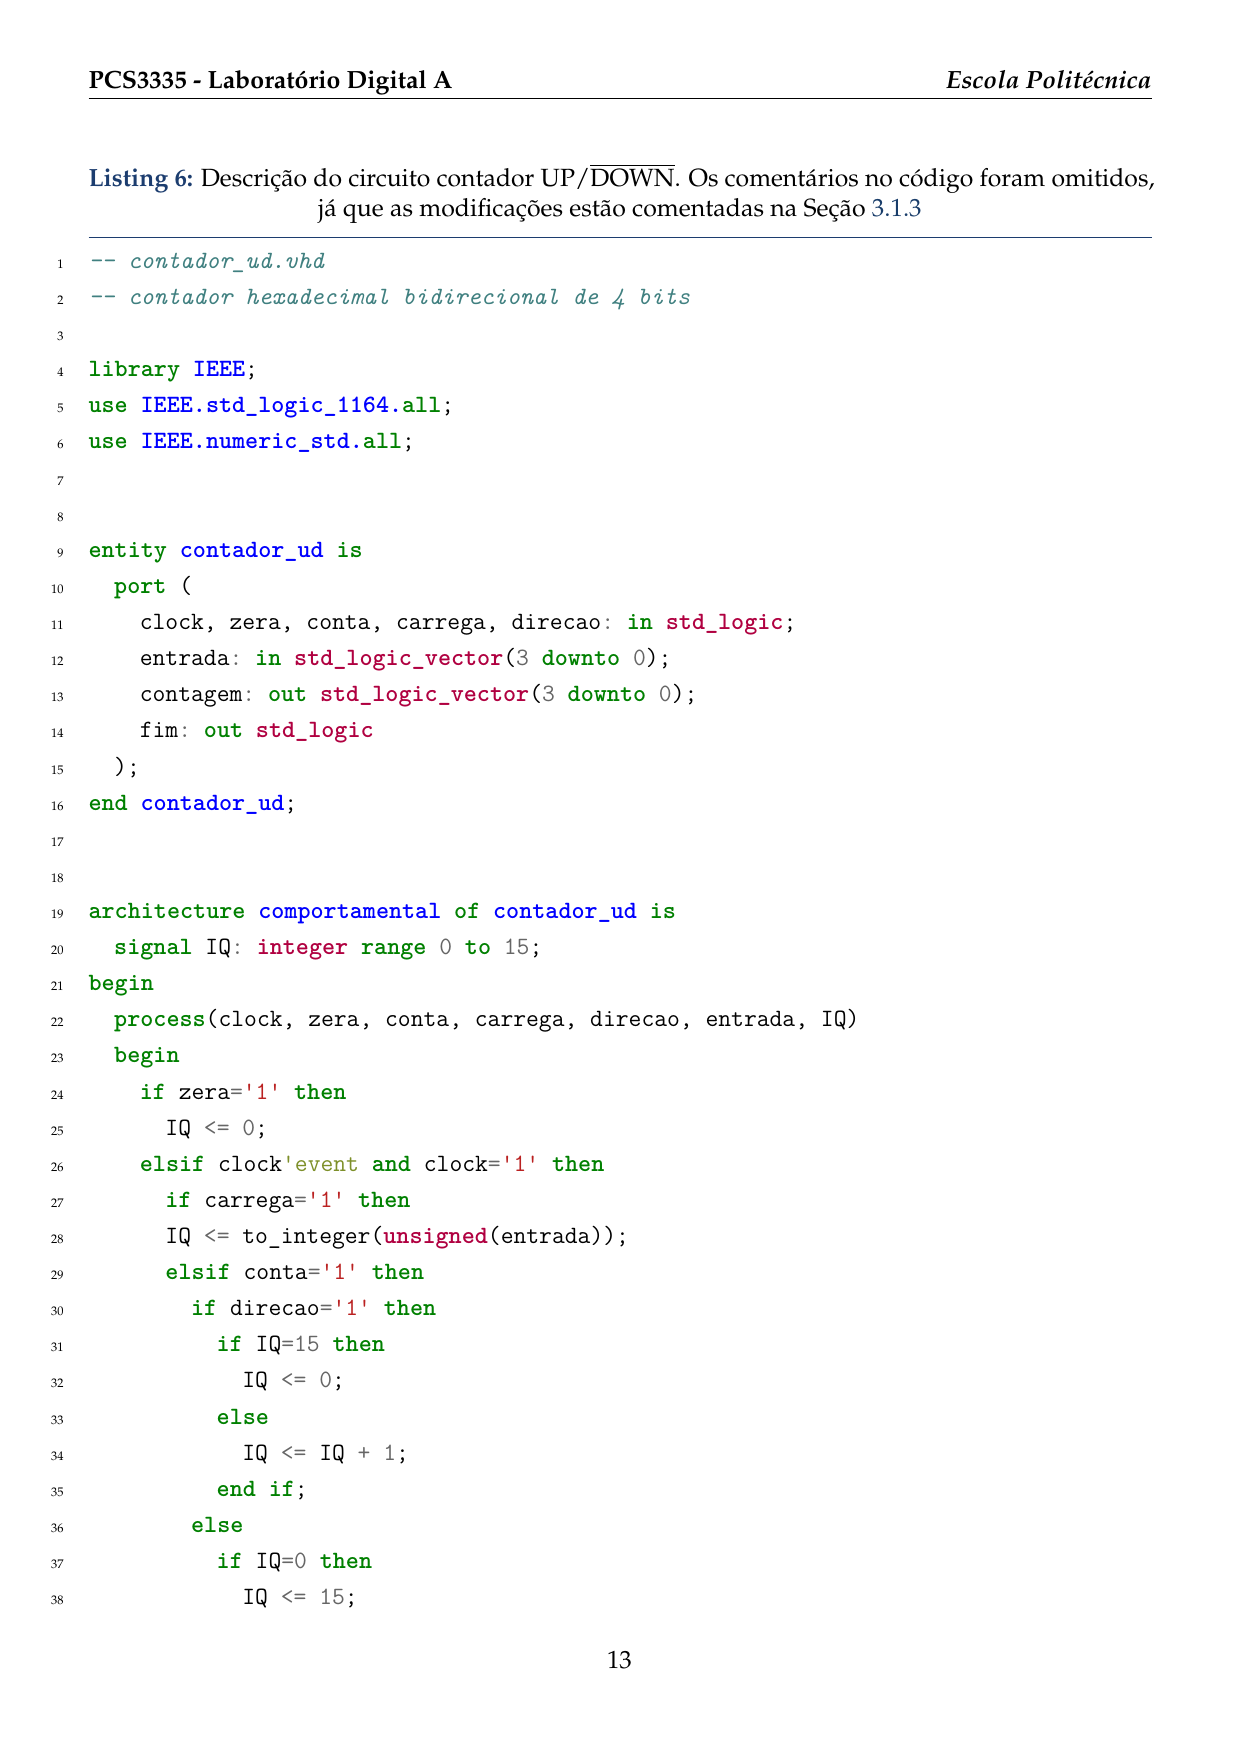 PCS3335 - Laboratório Digital A Escola Politécnica
Listing 6: Descrição do circuito contador UP/DOWN. Os comentários no código foram omitidos,
já que as modificações estão comentadas na Seção 3.1.3
1 -- contador_ud.vhd
2 -- contador hexadecimal bidirecional de 4 bits
3
4 library IEEE;
5 use IEEE.std_logic_1164.all;
6 use IEEE.numeric_std.all;
7
8
9 entity contador_ud is
10   port (
11     clock, zera, conta, carrega, direcao: in std_logic;
12     entrada: in std_logic_vector(3 downto 0);
13     contagem: out std_logic_vector(3 downto 0);
14     fim: out std_logic
15   );
16 end contador_ud;
17
18
19 architecture comportamental of contador_ud is
20   signal IQ: integer range 0 to 15;
21 begin
22   process(clock, zera, conta, carrega, direcao, entrada, IQ)
23   begin
24     if zera='1' then
25       IQ <= 0;
26     elsif clock'event and clock='1' then
27       if carrega='1' then
28       IQ <= to_integer(unsigned(entrada));
29       elsif conta='1' then
30         if direcao='1' then
31           if IQ=15 then
32             IQ <= 0;
33           else
34             IQ <= IQ + 1;
35           end if;
36         else
37           if IQ=0 then
38             IQ <= 15;
13